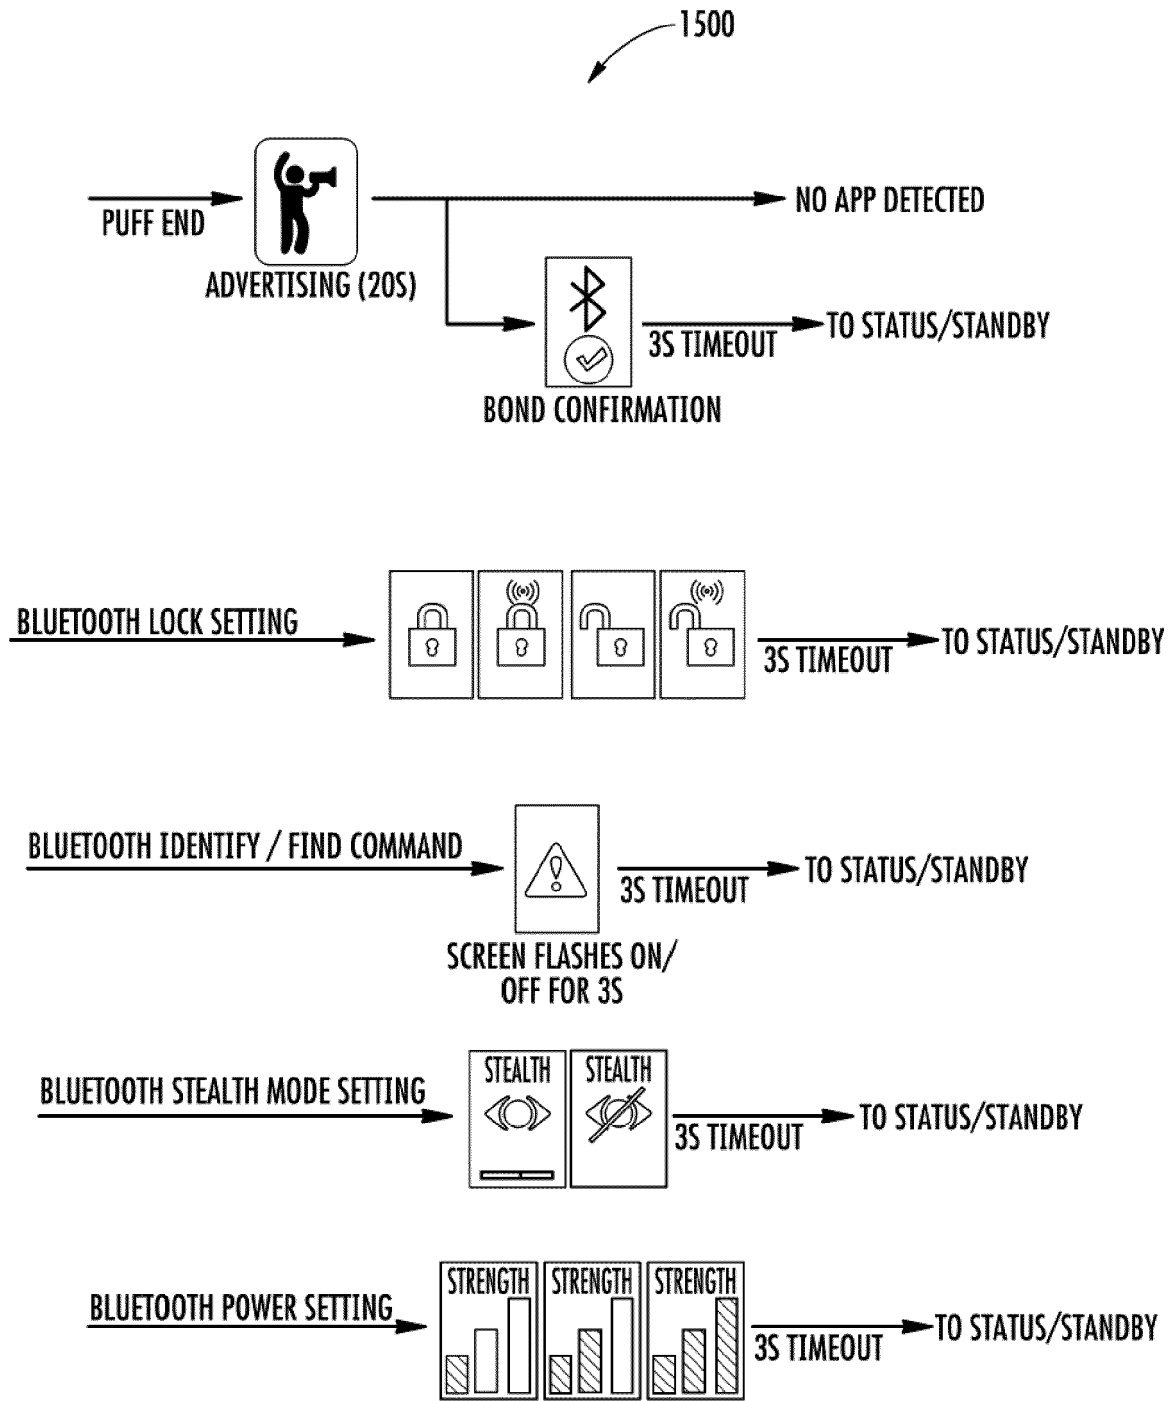 1500
PUFF END
NO APP DETECTED
ADVERTISING (20S)
3S TIMEOUT
TO STATUS/STANDBY
BOND CONFIRMATION
BLUETOOTH LOCK SETTING
3S TIMEOUT
TO STATUS/STANDBY
BLUETOOTH IDENTIFY / FIND COMMAND
3S TIMEOUT
TO STATUS/STANDBY
SCREEN FLASHES ON/
OFF FOR 3S
BLUETOOTH STEALTH MODE SETTING
STEALTH
STEALTH
3S TIMEOUT
TO STATUS/STANDBY
BLUETOOTH POWER SETTING
STRENGTH
STRENGTH
STRENGTH
3S TIMEOUT
TO STATUS/STANDBY